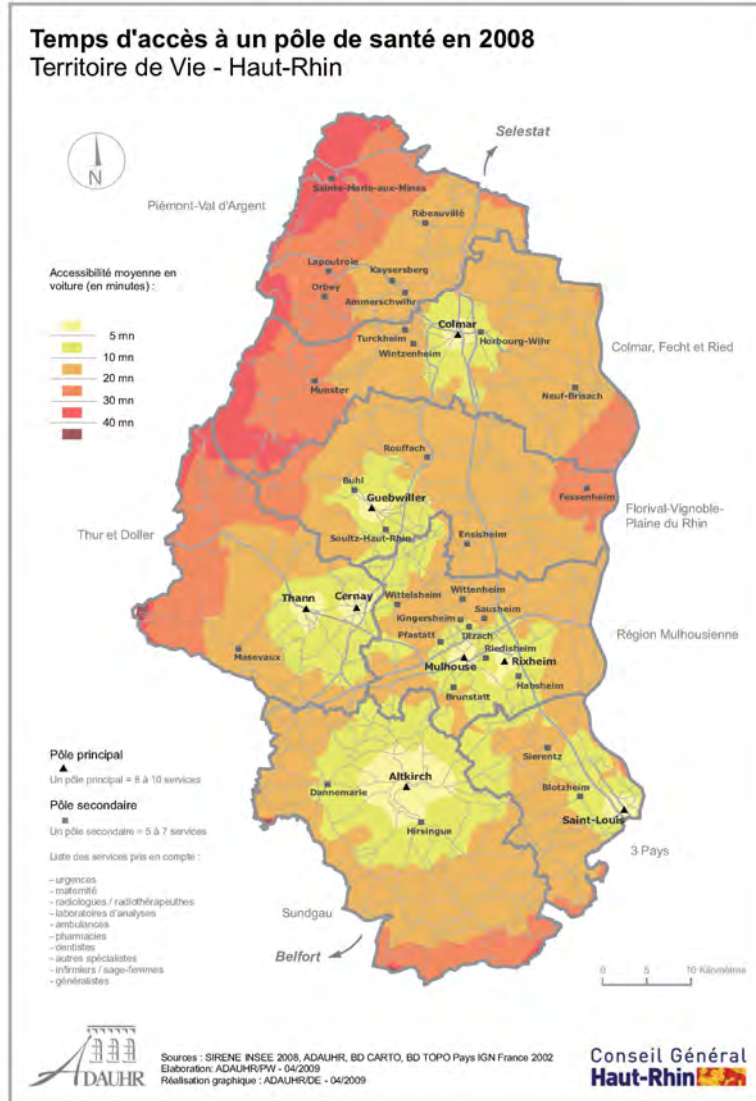 Temps d'accès à un pôle de santé en 2008
Territoire de Vie - Haut-Rhin
Selestat
N
Piémont-Val d'Argent
Sainte-Marie-aux-Mines
Ribeauvillé
Accessibilité moyenne en
voiture (en minutes) :
5 mn
10 mn
20 mn
30 mn
40 mn
Lapoutroie
Kaysersberg
Orbey
Ammerschwihr
Colmar
Turckheim
Horbourg-Wihr
Wintzenheim
Colmar, Fecht et Ried
Munster
Neuf-Brisach
Rouffach
Buhl
Guebwiller
Fessenheim
Florival-Vignoble-
Plaine du Rhin
Thur et Doller
Soultz-Haut-Rhin
Ensisheim
Thann
Cernay
Wittelsheim
Wittenheim
Kingersheim
Sausheim
Illzach
Pfastatt
Région Mulhousienne
Masevaux
Riedisheim
Mulhouse
Rixheim
Habsheim
Brunstatt
Pôle principal
Un pôle principal = 8 à 10 services
Pôle secondaire
Un pôle secondaire = 5 à 7 services
Sierentz
Altkirch
Dannemarie
Blotzheim
Hirsingue
Saint-Louis
3 Pays
Liste des services pris en compte :
- urgences
- maternité
- radiologues / radiothérapeuthes
- laboratoires d'analyses
- ambulances
- pharmacies
- dentistes
- autres spécialistes
- infirmiers / sage-femmes
- généralistes
Sundgau
Belfort
0 5 10 Kilomètres
ADAUHR
Sources : SIRENE INSEE 2008, ADAUHR, BD CARTO, BD TOPO Pays IGN France 2002
Elaboration: ADAUHR/PW - 04/2009
Réalisation graphique : ADAUHR/DE - 04/2009
Conseil Général
Haut-Rhin